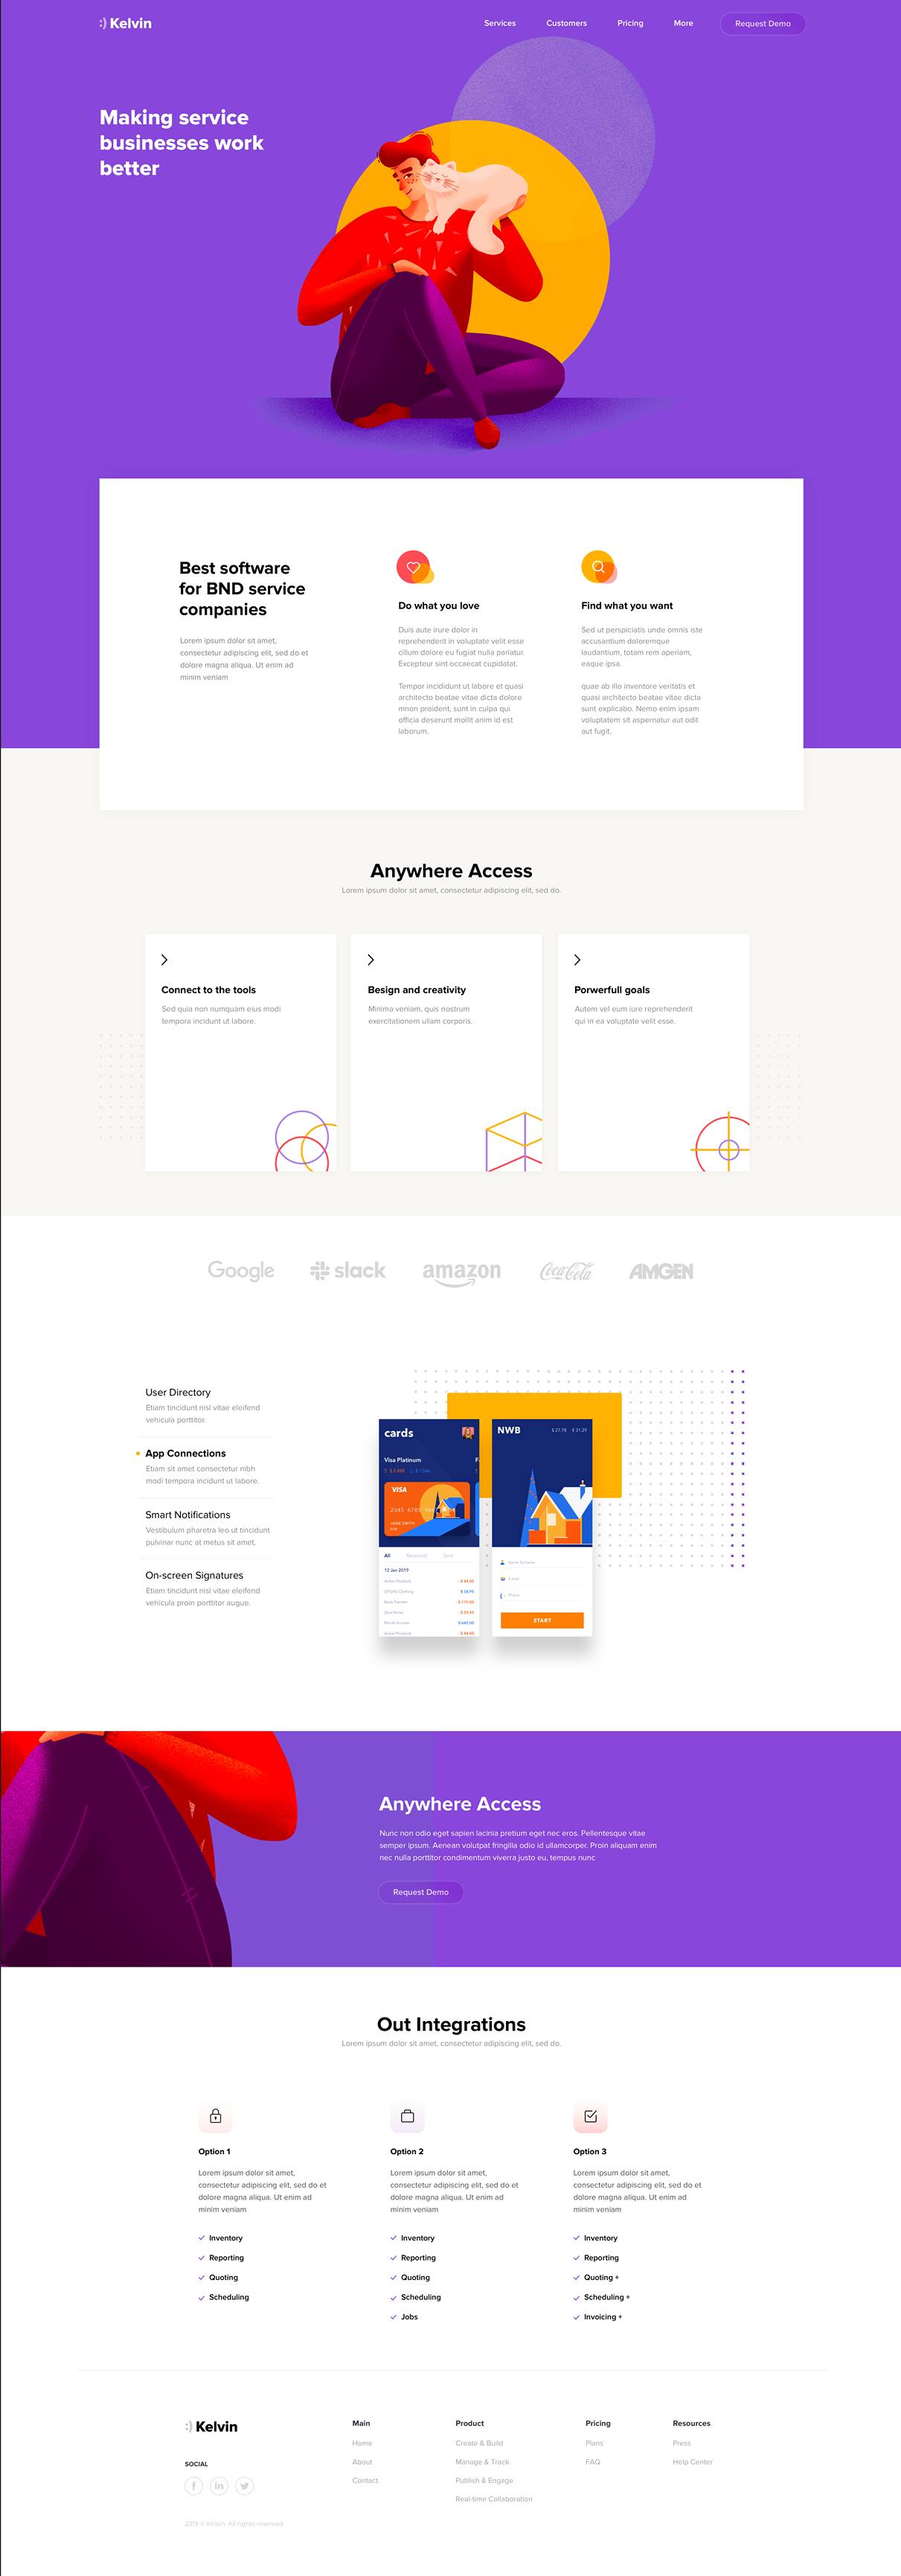 :) Kelvin
Services Customers Pricing More Request Demo
Making service
businesses work
better
Best software
for BND service
companies
Lorem ipsum dolor sit amet,
consectetur adipiscing elit, sed do et
dolore magna aliqua. Ut enim ad
minim veniam
Do what you love
Duis aute irure dolor in
reprehenderit in voluptate velit esse
cillum dolore eu fugiat nulla pariatur.
Excepteur sint occaecat cupidatat.
Tempor incididunt ut labore et quasi
architecto beatae vitae dicta dolore
mnon proident, sunt in culpa qui
officia deserunt mollit anim id est
laborum.
Find what you want
Sed ut perspiciatis unde omnis iste
accusantium doloremque
laudantium, totam rem aperiam,
eaque ipsa.
quae ab illo inventore veritatis et
quasi architecto beatae vitae dicta
sunt explicabo. Nemo enim ipsam
voluptatem sit aspernatur aut odit
aut fugit.
Anywhere Access
Lorem ipsum dolor sit amet, consectetur adipiscing elit, sed do.
Connect to the tools
Sed quia non numquam eius modi
tempora incidunt ut labore.
Besign and creativity
Minima veniam, quis nostrum
exercitationem ullam corporis.
Porwerfull goals
Autem vel eum iure reprehenderit
qui in ea voluptate velit esse.
Google slack amazon Coca-Cola AMGEN
User Directory
Etiam tincidunt nisl vitae eleifend
vehicula porttitor.
App Connections
Etiam sit amet consectetur nibh
modi tempora incidunt ut labore.
Smart Notifications
Vestibulum pharetra leo ut tincidunt
pulvinar nunc at metus sit amet.
On-screen Signatures
Etiam tincidunt nisl vitae eleifend
vehicula proin porttitor augue.
cards
Visa Platinum
VISA
2345 6785
JANE SMITH
All Received Sent
12 Jan 2019
NWB
$ 27.78 € 31.29
Name Surname
E-mail
Phone
START
Anywhere Access
Nunc non odio eget sapien lacinia pretium eget nec eros. Pellentesque vitae
semper ipsum. Aenean volutpat fringilla odio id ullamcorper. Proin aliquam enim
nec nulla porttitor condimentum viverra justo eu, tempus nunc
Request Demo
Out Integrations
Lorem ipsum dolor sit amet, consectetur adipiscing elit, sed do.
Option 1
Lorem ipsum dolor sit amet,
consectetur adipiscing elit, sed do et
dolore magna aliqua. Ut enim ad
minim veniam
Inventory
Reporting
Quoting
Scheduling
Option 2
Lorem ipsum dolor sit amet,
consectetur adipiscing elit, sed do et
dolore magna aliqua. Ut enim ad
minim veniam
Inventory
Reporting
Quoting
Scheduling
Jobs
Option 3
Lorem ipsum dolor sit amet,
consectetur adipiscing elit, sed do et
dolore magna aliqua. Ut enim ad
minim veniam
Inventory
Reporting
Quoting +
Scheduling +
Invoicing +
:) Kelvin
SOCIAL
f in
2019 © Kelvin. All rights reserved.
Main
Home
About
Contact
Product
Create & Build
Manage & Track
Publish & Engage
Real-time Collaboration
Pricing
Plans
FAQ
Resources
Press
Help Center